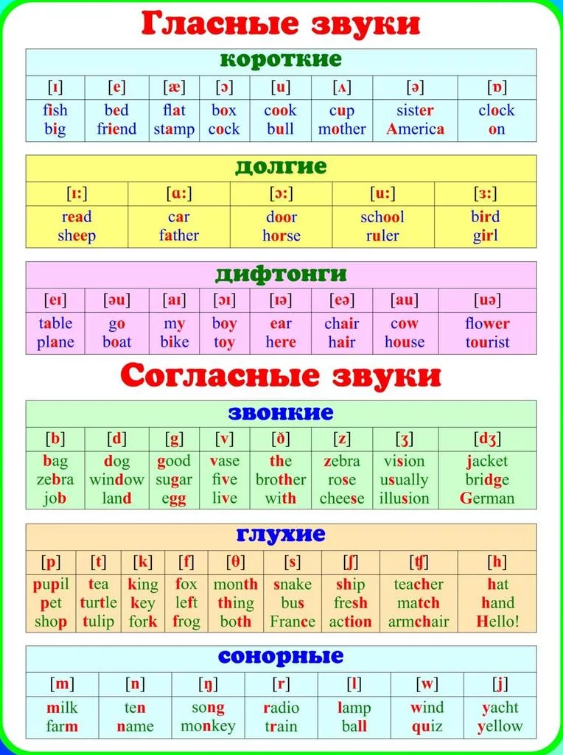 Гласные звуки
короткие
[ɪ] [e] [æ] [ɔ] [u] [ʌ] [ə] [ɒ]
fish bed flat box cook cup sister clock
big friend stamp cock bull mother America on
долгие
[ɪ:] [ɑ:] [ɔ:] [u:] [ɜ:]
read car door school bird
sheep father horse ruler girl
дифтонги
[eɪ] [əu] [aɪ] [ɔɪ] [ɪə] [eə] [au] [uə]
table go my boy ear chair cow flower
plane boat bike toy here hair house tourist
Согласные звуки
звонкие
[b] [d] [g] [v] [ð] [z] [ʒ] [dʒ]
bag dog good vase the zebra vision jacket
zebra window sugar five brother rose usually bridge
job land egg live with cheese illusion German
глухие
[p] [t] [k] [f] [θ] [s] [ʃ] [ʧ] [h]
pupil tea king fox month snake ship teacher hat
pet turtle key left thing bus fresh match hand
shop tulip fork frog both France action armchair Hello!
сонорные
[m] [n] [ŋ] [r] [l] [w] [j]
milk ten song radio lamp wind yacht
farm name monkey train ball quiz yellow